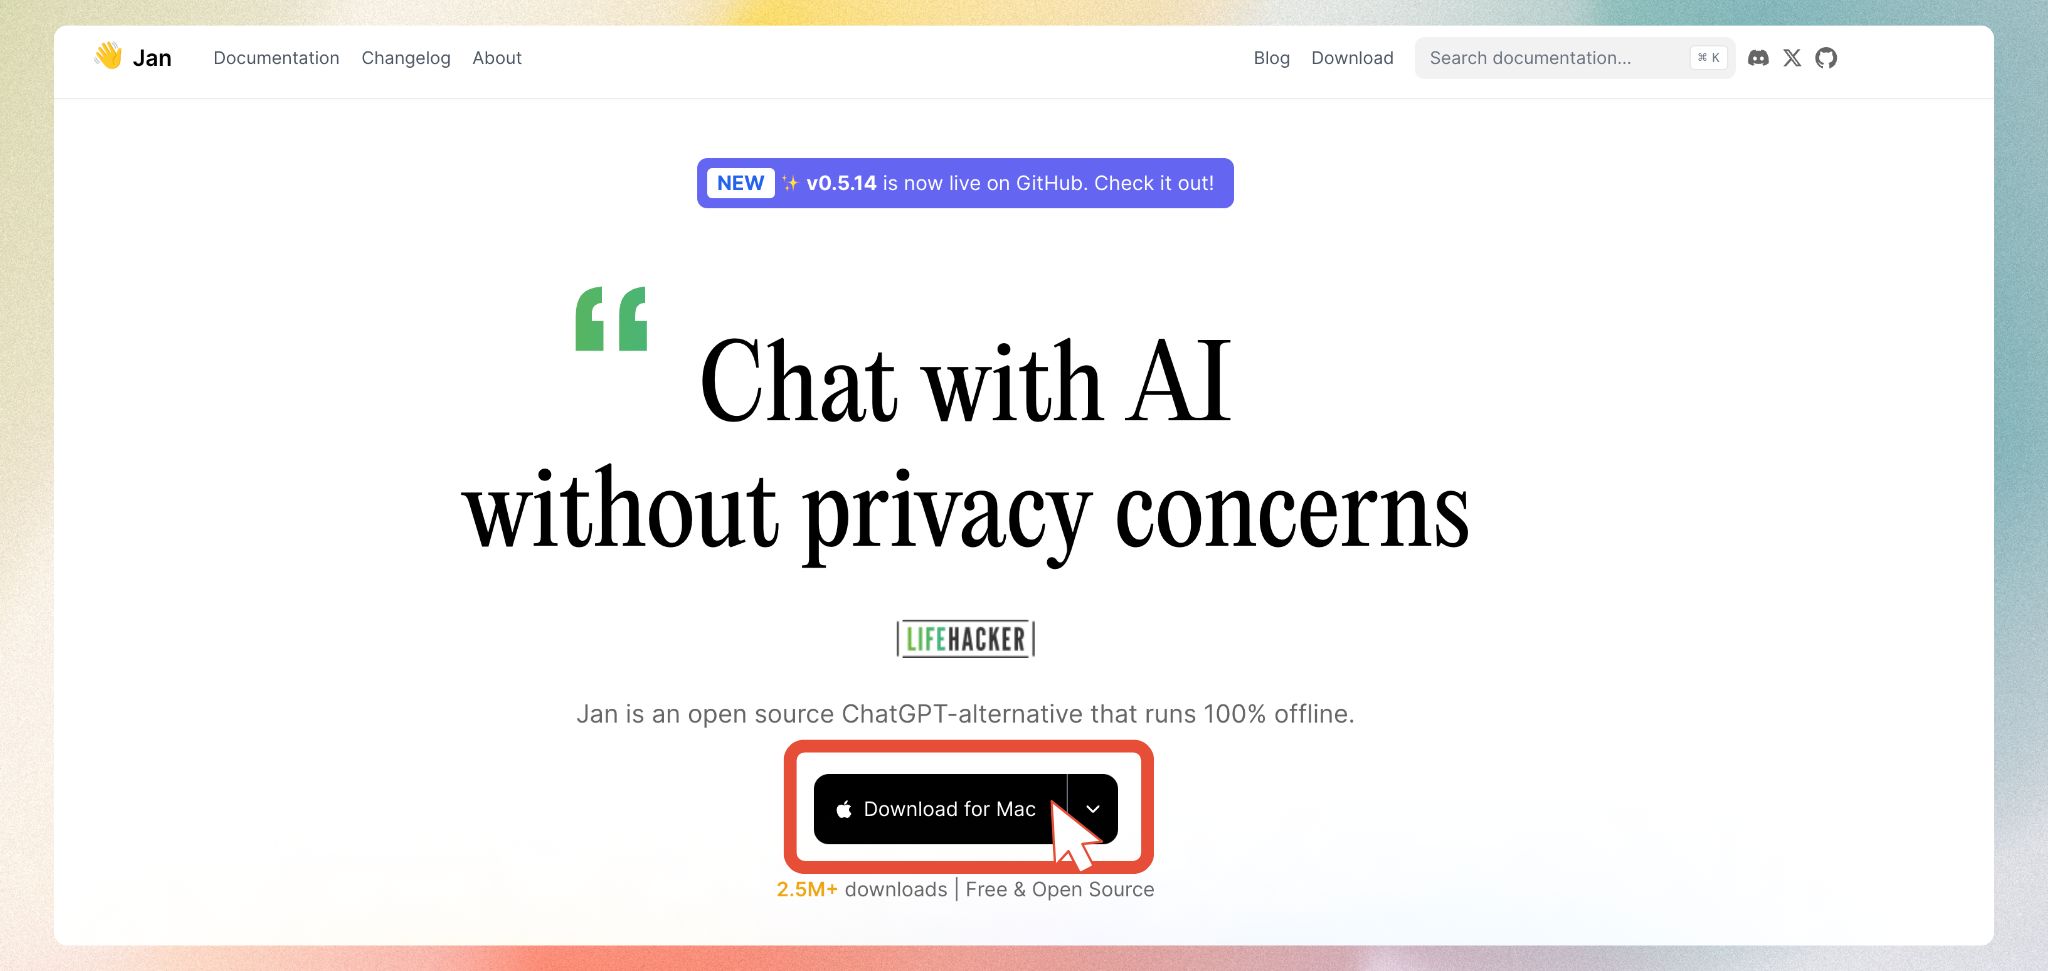 👋 Jan Documentation Changelog About Blog Download Search documentation... ⌘ K
NEW ✨ v0.5.14 is now live on GitHub. Check it out!
“
Chat with AI
without privacy concerns
LIFEHACKER
Jan is an open source ChatGPT-alternative that runs 100% offline.
Download for Mac
2.5M+ downloads | Free & Open Source